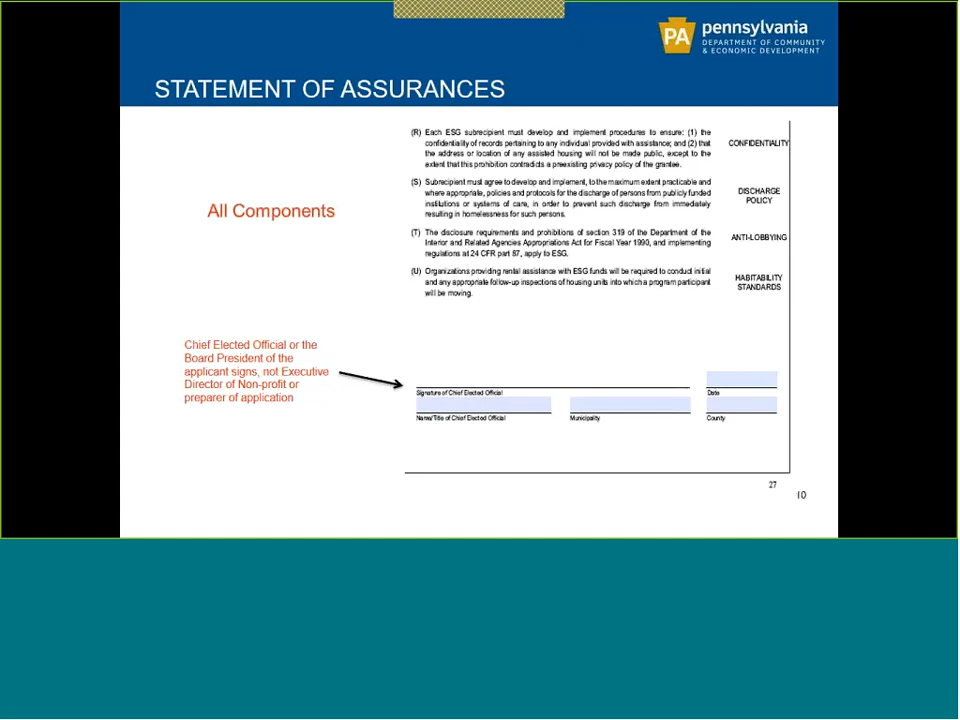 PA
pennsylvania
DEPARTMENT OF COMMUNITY
& ECONOMIC DEVELOPMENT
STATEMENT OF ASSURANCES
All Components
(R) Each ESG subrecipient must develop and implement procedures to ensure: (1) the
confidentiality of records pertaining to any individual provided with assistance; and (2) that
the address or location of any assisted housing will not be made public, except to the
extent that this prohibition contradicts a preexisting privacy policy of the grantee.
CONFIDENTIALITY
(S) Subrecipient must agree to develop and implement, to the maximum extent practicable and
where appropriate, policies and protocols for the discharge of persons from publicly funded
institutions or systems of care, in order to prevent such discharge from immediately
resulting in homelessness for such persons.
DISCHARGE
POLICY
(T) The disclosure requirements and prohibitions of section 319 of the Department of the
Interior and Related Agencies Appropriations Act for Fiscal Year 1990, and implementing
regulations at 24 CFR part 87, apply to ESG.
ANTI-LOBBYING
(U) Organizations providing rental assistance with ESG funds will be required to conduct initial
and any appropriate follow-up inspections of housing units into which a program participant
will be moving.
HABITABILITY
STANDARDS
Chief Elected Official or the
Board President of the
applicant signs, not Executive
Director of Non-profit or
preparer of application
Signature of Chief Elected Official
Date
Name/Title of Chief Elected Official
Municipality
County
27
10